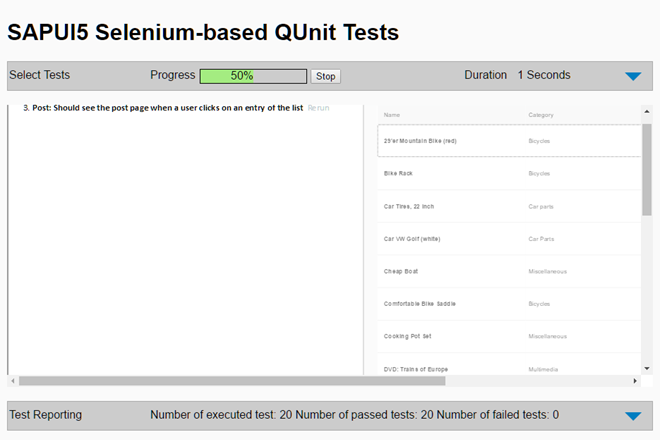 SAPUI5 Selenium-based QUnit Tests
Select Tests Progress 50% Stop Duration 1 Seconds
3. Post: Should see the post page when a user clicks on an entry of the list Rerun
Name Category
29'er Mountain Bike (red) Bicycles
Bike Rack Bicycles
Car Tires, 22 inch Car parts
Car VW Golf (white) Car Parts
Cheap Boat Miscellaneous
Comfortable Bike Saddle Bicycles
Cooking Pot Set Miscellaneous
DVD: Trains of Europe Multimedia
Test Reporting Number of executed test: 20 Number of passed tests: 20 Number of failed tests: 0